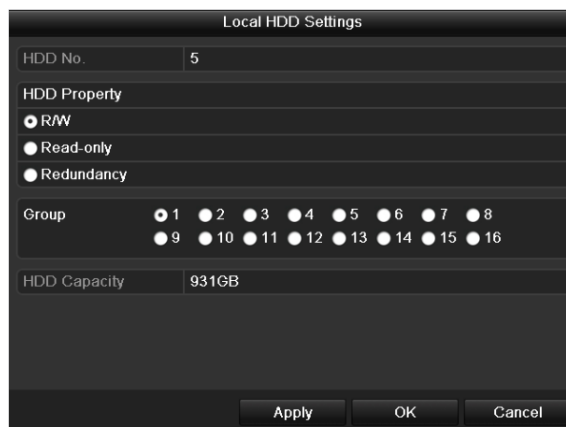 Local HDD Settings
HDD No. 5
HDD Property
R/W
Read-only
Redundancy
Group 1 2 3 4 5 6 7 8
9 10 11 12 13 14 15 16
HDD Capacity 931GB
Apply OK Cancel